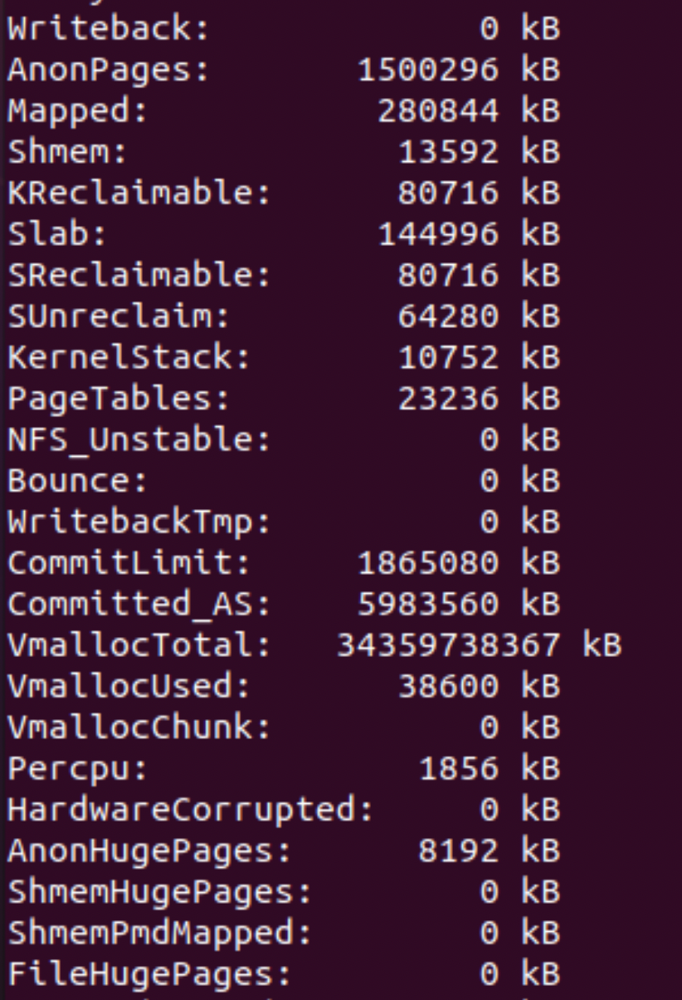 Writeback: 0 kB
AnonPages: 1500296 kB
Mapped: 280844 kB
Shmem: 13592 kB
KReclaimable: 80716 kB
Slab: 144996 kB
SReclaimable: 80716 kB
SUnreclaim: 64280 kB
KernelStack: 10752 kB
PageTables: 23236 kB
NFS_Unstable: 0 kB
Bounce: 0 kB
WritebackTmp: 0 kB
CommitLimit: 1865080 kB
Committed_AS: 5983560 kB
VmallocTotal: 34359738367 kB
VmallocUsed: 38600 kB
VmallocChunk: 0 kB
Percpu: 1856 kB
HardwareCorrupted: 0 kB
AnonHugePages: 8192 kB
ShmemHugePages: 0 kB
ShmemPmdMapped: 0 kB
FileHugePages: 0 kB